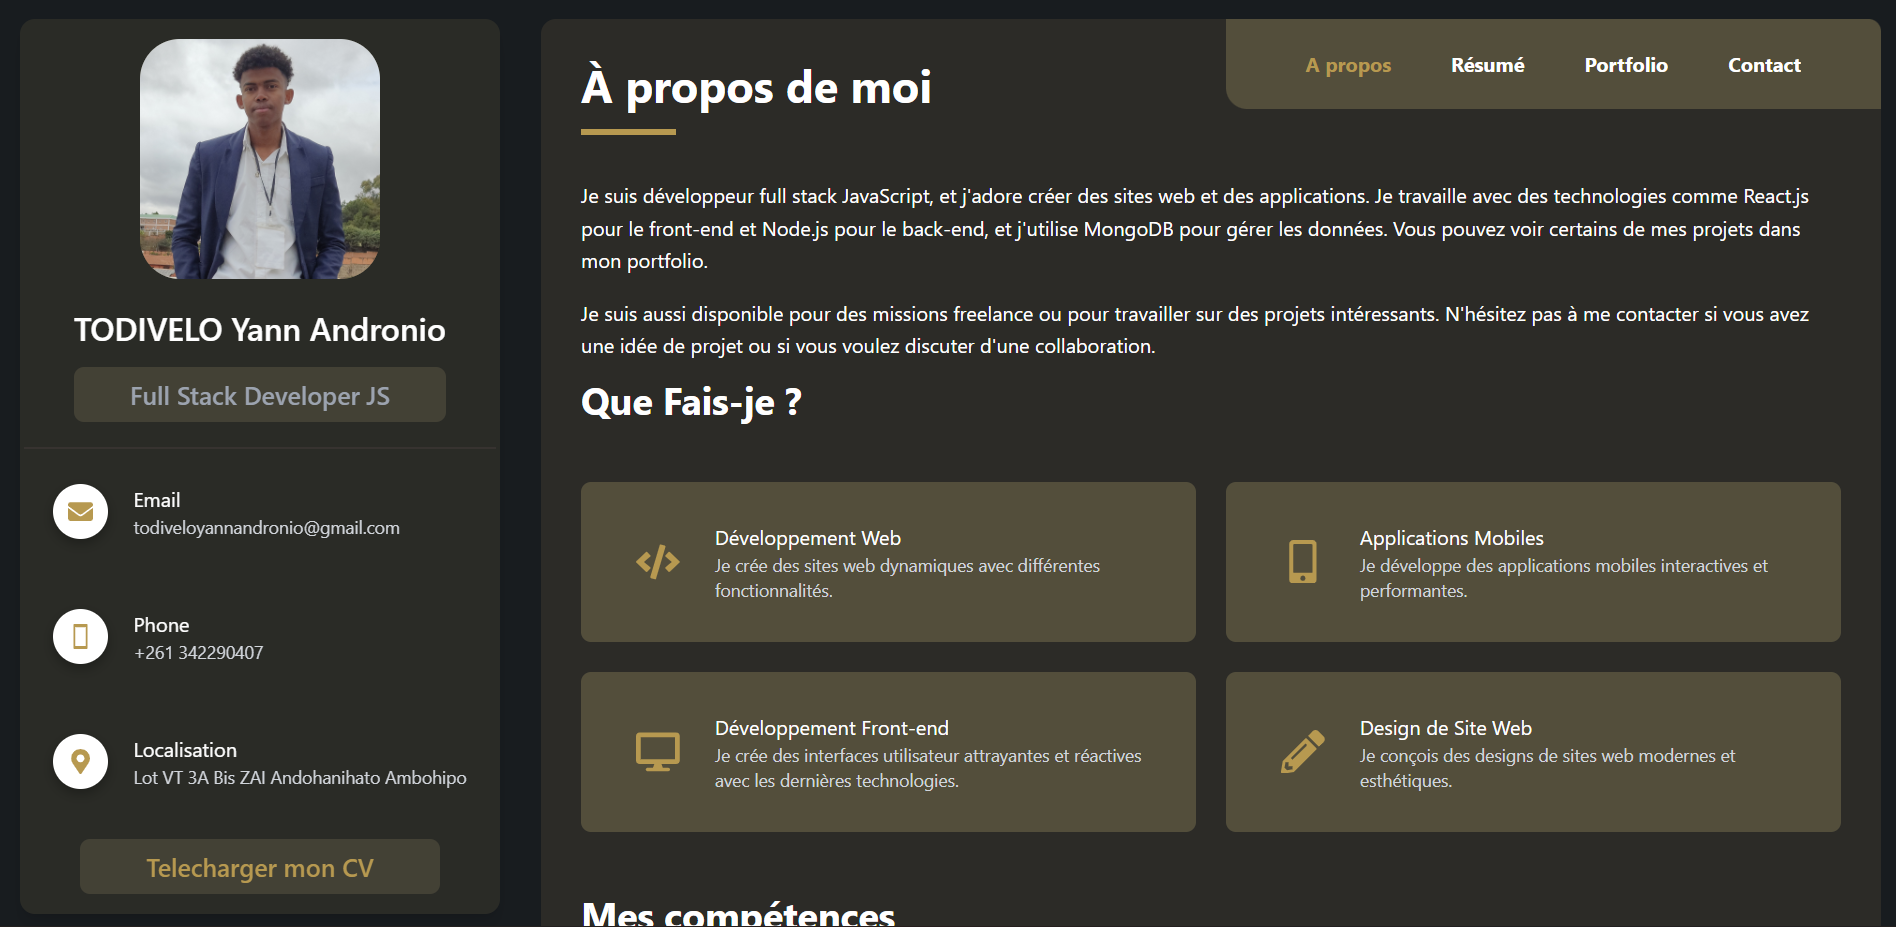 TODIVELO Yann Andronio
Full Stack Developer JS
Email
todiveloyannandronio@gmail.com
Phone
+261 342290407
Localisation
Lot VT 3A Bis ZAI Andohanihato Ambohipo
Telecharger mon CV
A propos
Résumé
Portfolio
Contact
À propos de moi
Je suis développeur full stack JavaScript, et j'adore créer des sites web et des applications. Je travaille avec des technologies comme React.js
pour le front-end et Node.js pour le back-end, et j'utilise MongoDB pour gérer les données. Vous pouvez voir certains de mes projets dans
mon portfolio.
Je suis aussi disponible pour des missions freelance ou pour travailler sur des projets intéressants. N'hésitez pas à me contacter si vous avez
une idée de projet ou si vous voulez discuter d'une collaboration.
Que Fais-je ?
Développement Web
Je crée des sites web dynamiques avec différentes
fonctionnalités.
Applications Mobiles
Je développe des applications mobiles interactives et
performantes.
Développement Front-end
Je crée des interfaces utilisateur attrayantes et réactives
avec les dernières technologies.
Design de Site Web
Je conçois des designs de sites web modernes et
esthétiques.
Mes compétences